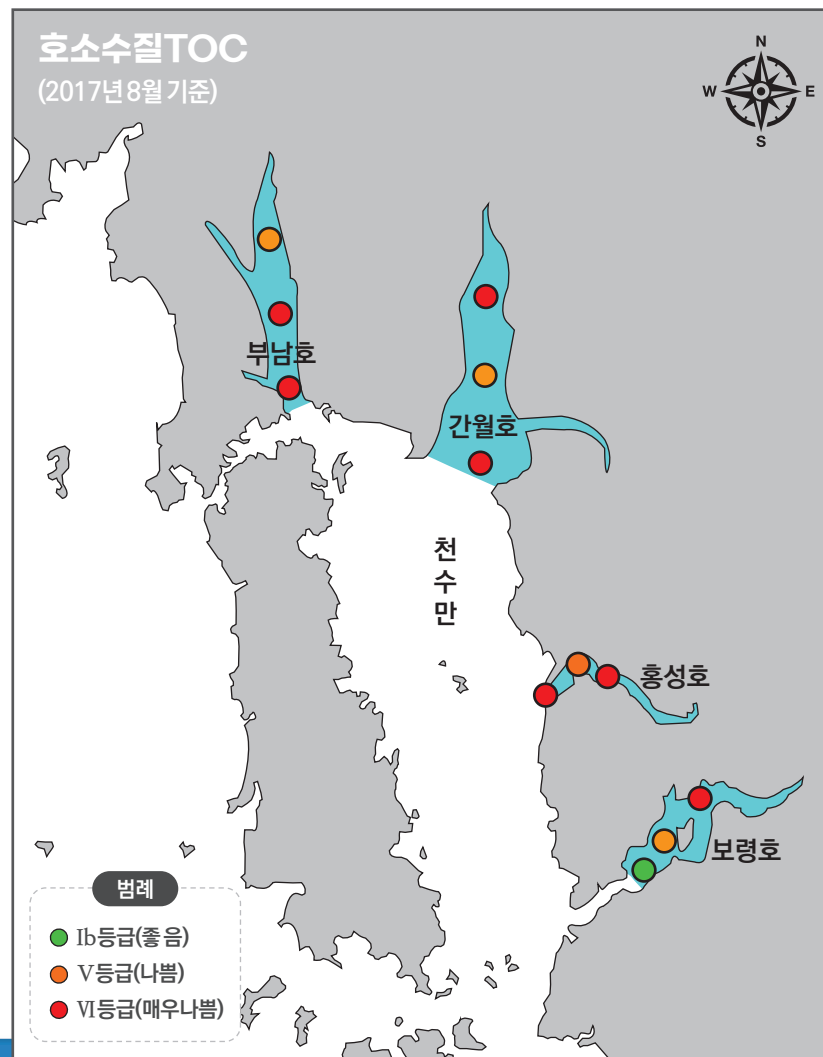 호소수질TOC
(2017년 8월 기준)
N
W E
S
부남호
간월호
천
수
만
홍성호
보령호
범례
Ib등급(좋음)
V등급(나쁨)
VI등급(매우나쁨)